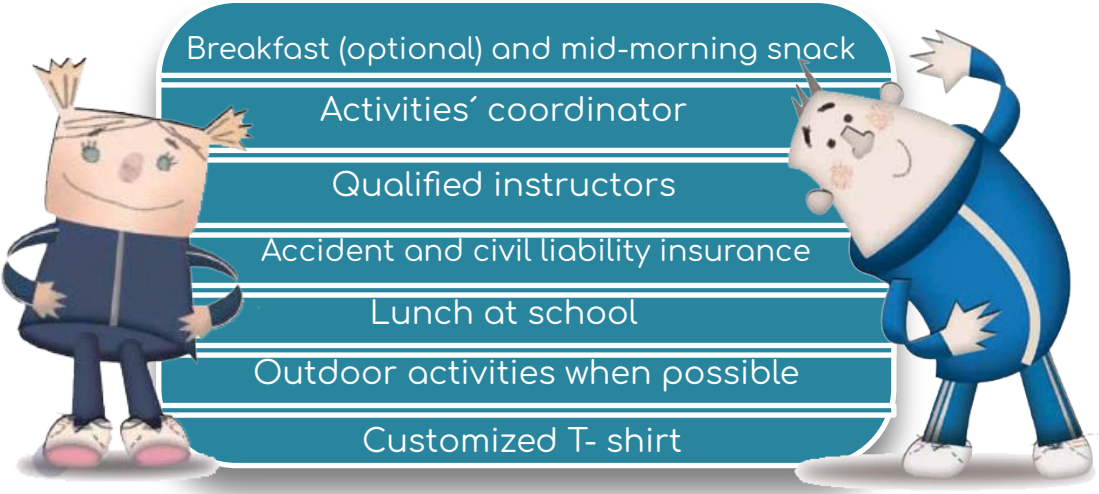 Breakfast (optional) and mid-morning snack
Activities´ coordinator
Qualified instructors
Accident and civil liability insurance
Lunch at school
Outdoor activities when possible
Customized T- shirt